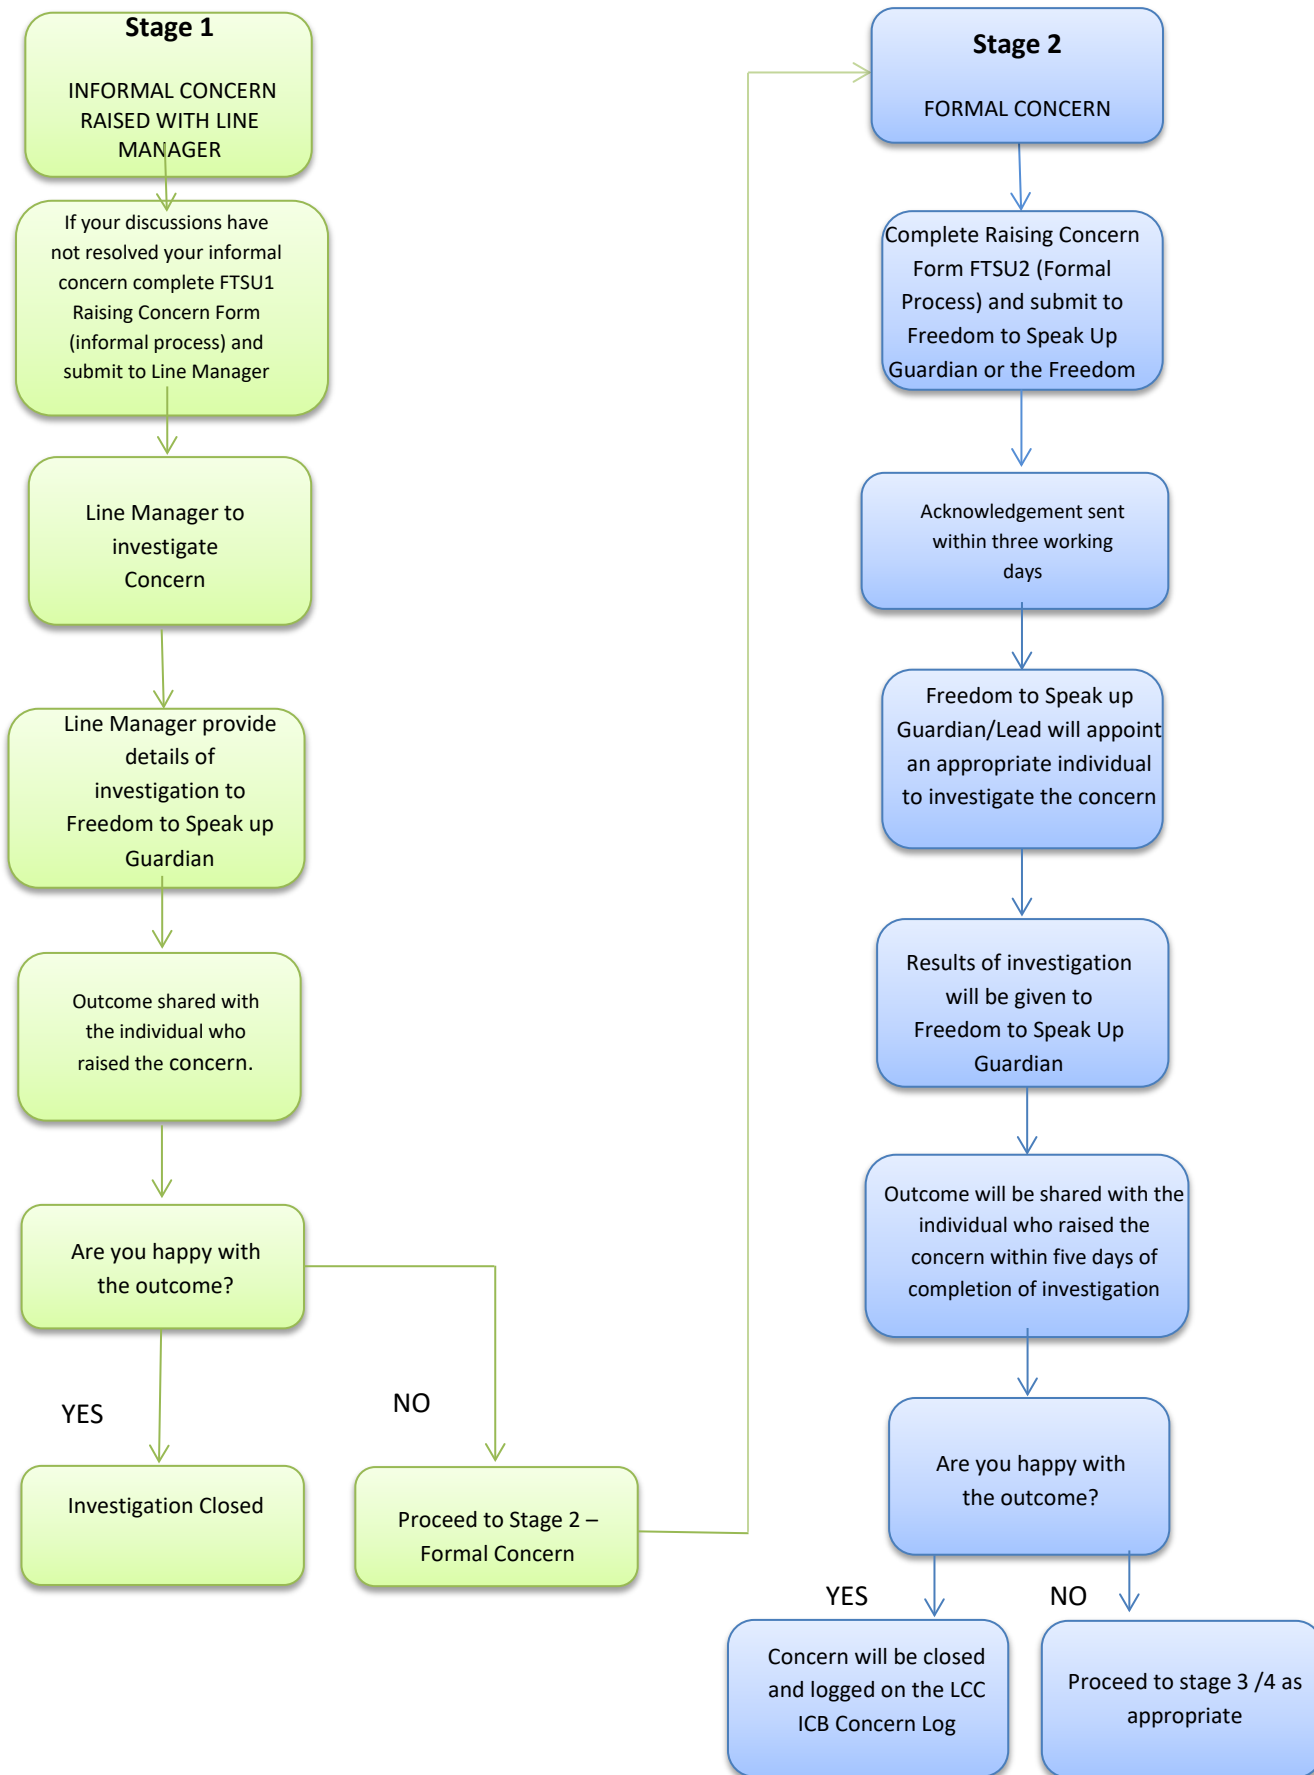 Stage 1
INFORMAL CONCERN
RAISED WITH LINE
MANAGER
If your discussions have
not resolved your informal
concern complete FTSU1
Raising Concern Form
(informal process) and
submit to Line Manager
Line Manager to
investigate
Concern
Line Manager provide
details of
investigation to
Freedom to Speak up
Guardian
Outcome shared with
the individual who
raised the concern.
Are you happy with
the outcome?
YES
NO
Investigation Closed
Proceed to Stage 2 –
Formal Concern
Stage 2
FORMAL CONCERN
Complete Raising Concern
Form FTSU2 (Formal
Process) and submit to
Freedom to Speak Up
Guardian or the Freedom
Acknowledgement sent
within three working
days
Freedom to Speak up
Guardian/Lead will appoint
an appropriate individual
to investigate the concern
Results of investigation
will be given to
Freedom to Speak Up
Guardian
Outcome will be shared with the
individual who raised the
concern within five days of
completion of investigation
Are you happy with
the outcome?
YES
NO
Concern will be closed
and logged on the LCC
ICB Concern Log
Proceed to stage 3 /4 as
appropriate